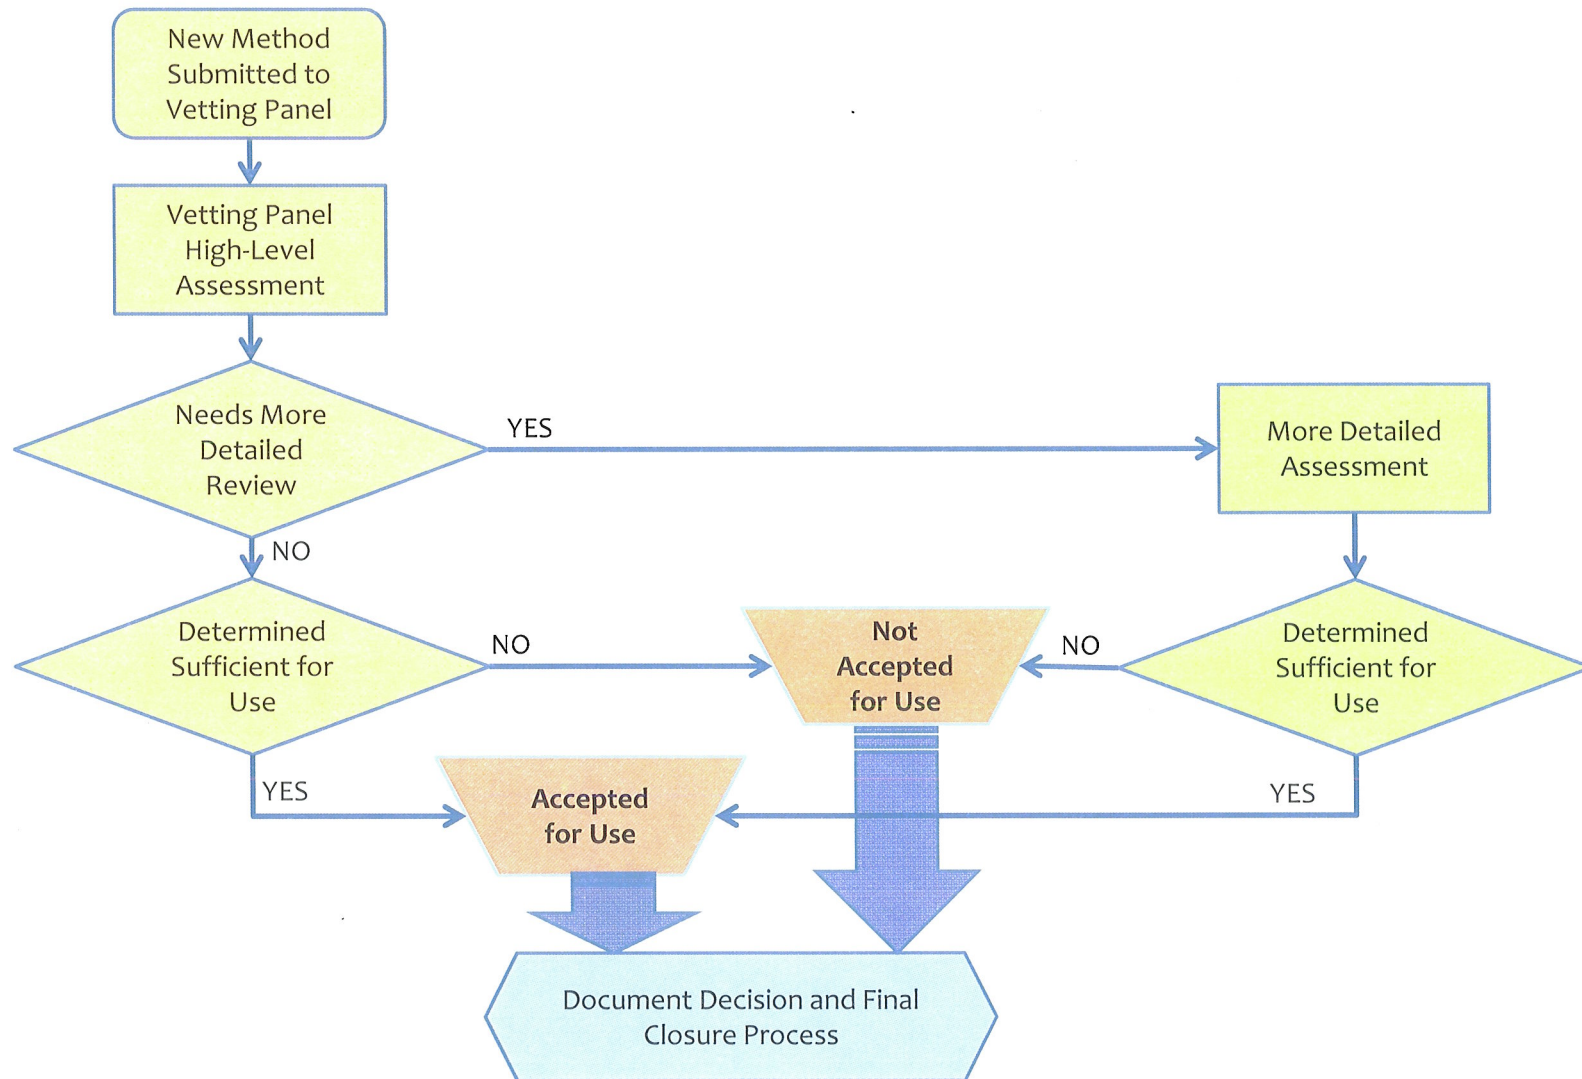 New Method
Submitted to
Vetting Panel
Vetting Panel
High-Level
Assessment
Needs More
Detailed
Review
YES
More Detailed
Assessment
NO
Determined
Sufficient for
Use
NO
Not
Accepted
for Use
NO
Determined
Sufficient for
Use
YES
Accepted
for Use
YES
Document Decision and Final
Closure Process